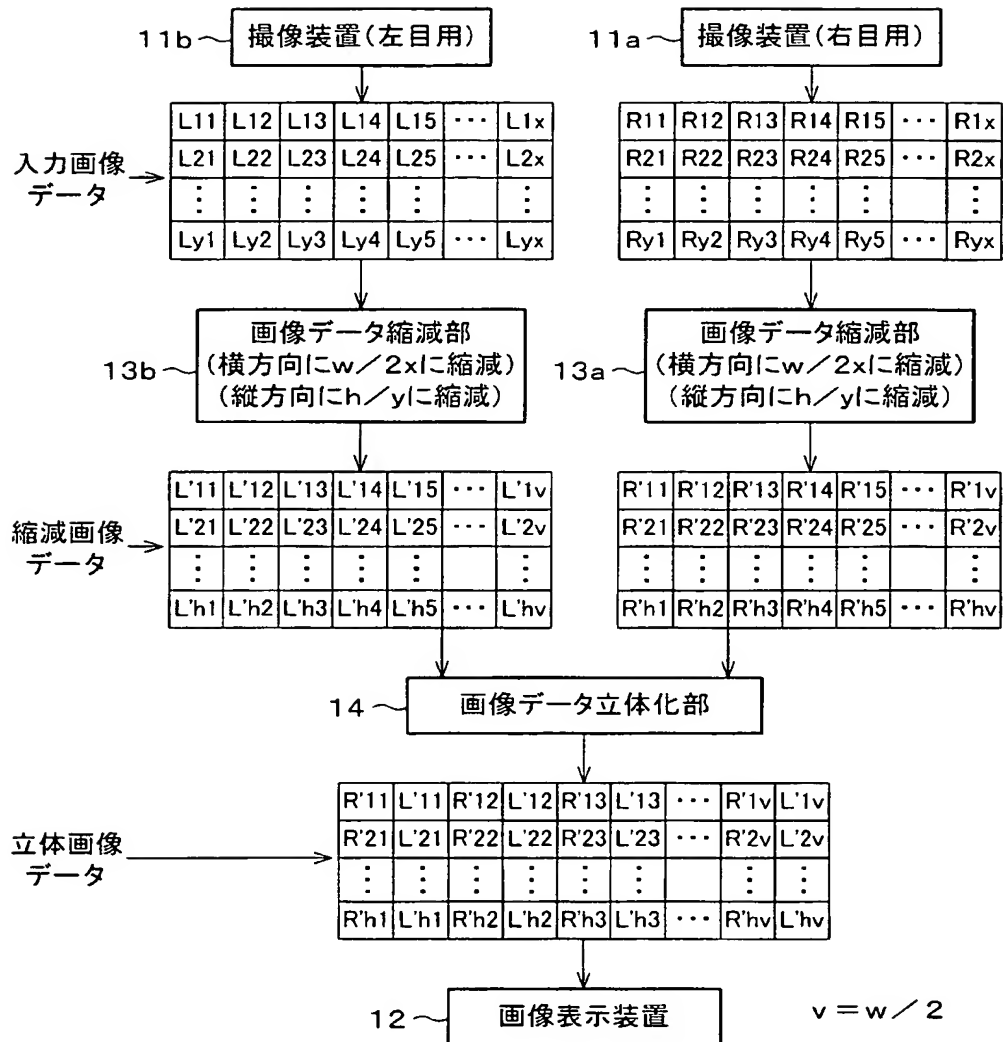 11b 撮像装置(左目用) 11a 撮像装置(右目用)
入力画像データ
L11 L12 L13 L14 L15 ··· L1x
L21 L22 L23 L24 L25 ··· L2x
⋮ ⋮ ⋮ ⋮ ⋮ ⋮
Ly1 Ly2 Ly3 Ly4 Ly5 ··· Lyx
R11 R12 R13 R14 R15 ··· R1x
R21 R22 R23 R24 R25 ··· R2x
⋮ ⋮ ⋮ ⋮ ⋮ ⋮
Ry1 Ry2 Ry3 Ry4 Ry5 ··· Ryx
13b
画像データ縮減部
(横方向にw/2xに縮減)
(縦方向にh/yに縮減)
13a
画像データ縮減部
(横方向にw/2xに縮減)
(縦方向にh/yに縮減)
縮減画像データ
L'11 L'12 L'13 L'14 L'15 ··· L'1v
L'21 L'22 L'23 L'24 L'25 ··· L'2v
⋮ ⋮ ⋮ ⋮ ⋮ ⋮
L'h1 L'h2 L'h3 L'h4 L'h5 ··· L'hv
R'11 R'12 R'13 R'14 R'15 ··· R'1v
R'21 R'22 R'23 R'24 R'25 ··· R'2v
⋮ ⋮ ⋮ ⋮ ⋮ ⋮
R'h1 R'h2 R'h3 R'h4 R'h5 ··· R'hv
14 画像データ立体化部
立体画像データ
R'11 L'11 R'12 L'12 R'13 L'13 ··· R'1v L'1v
R'21 L'21 R'22 L'22 R'23 L'23 ··· R'2v L'2v
⋮ ⋮ ⋮ ⋮ ⋮ ⋮ ⋮ ⋮
R'h1 L'h1 R'h2 L'h2 R'h3 L'h3 ··· R'hv L'hv
12 画像表示装置
v=w/2